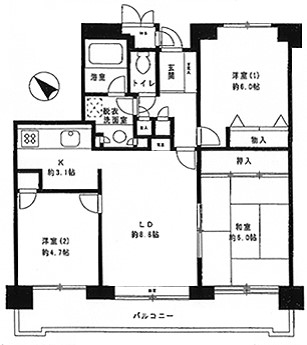 浴室
トイレ
玄関
洋室(1)
約6.0帖
脱衣
洗面室
物入
K
約3.1帖
押入
洋室(2)
約4.7帖
LD
約8.6帖
和室
約6.0帖
バルコニー